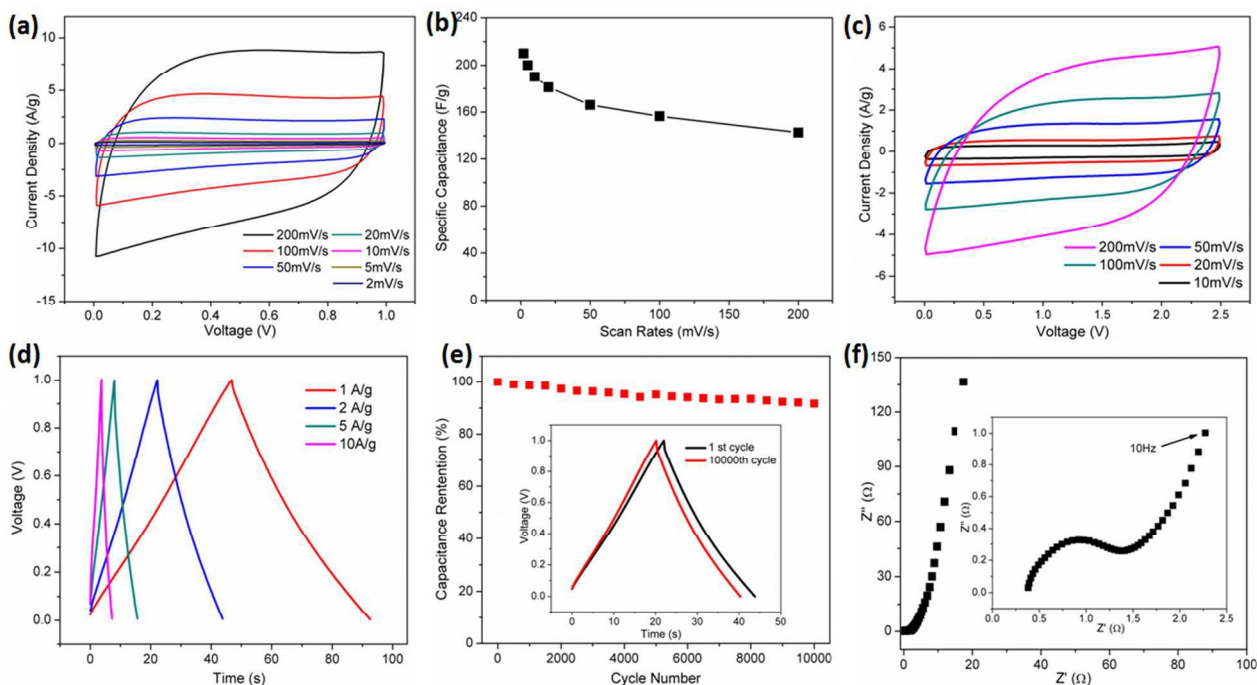 (a)
Current Density (A/g)
10
5
0
-5
-10
-15
0.0 0.2 0.4 0.6 0.8 1.0
Voltage (V)
200mV/s 20mV/s
100mV/s 10mV/s
50mV/s 5mV/s
2mV/s
(b)
Specific Capacitance (F/g)
240
200
160
120
80
40
0
0 50 100 150 200
Scan Rates (mV/s)
(c)
Current Density (A/g)
6
4
2
0
-2
-4
-6
0.0 0.5 1.0 1.5 2.0 2.5
Voltage (V)
200mV/s 50mV/s
100mV/s 20mV/s
10mV/s
(d)
Voltage (V)
1.0
0.8
0.6
0.4
0.2
0.0
0 20 40 60 80 100
Time (s)
1 A/g
2 A/g
5 A/g
10A/g
(e)
Capacitance Rentention (%)
120
100
80
60
40
20
0
0 2000 4000 6000 8000 10000
Cycle Number
1 st cycle
10000th cycle
Voltage (V)
1.0
0.8
0.6
0.4
0.2
0.0
0 10 20 30 40 50
Time (s)
(f)
Z'' (Ω)
150
120
90
60
30
0
0 20 40 60 80 100
Z' (Ω)
10Hz
Z'' (Ω)
1.0
0.8
0.6
0.4
0.2
0.0
0.0 0.5 1.0 1.5 2.0 2.5
Z' (Ω)